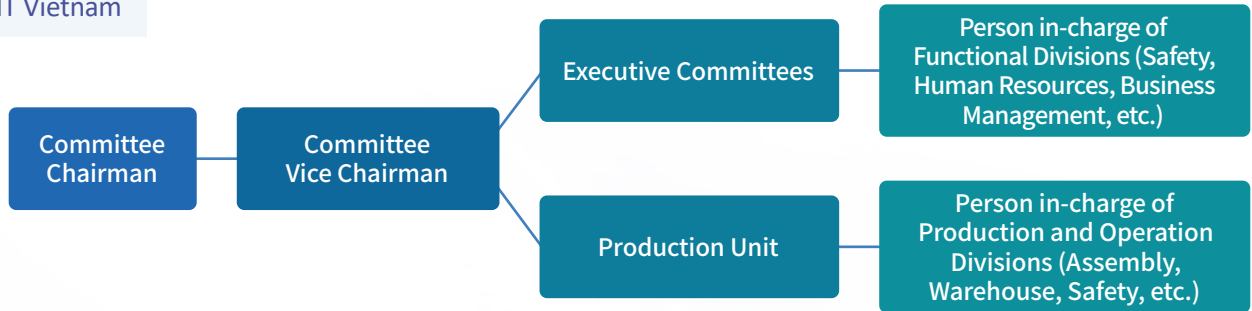 Vietnam
Committee
Chairman
Committee
Vice Chairman
Executive Committees
Person in-charge of
Functional Divisions (Safety,
Human Resources, Business
Management, etc.)
Production Unit
Person in-charge of
Production and Operation
Divisions (Assembly,
Warehouse, Safety, etc.)